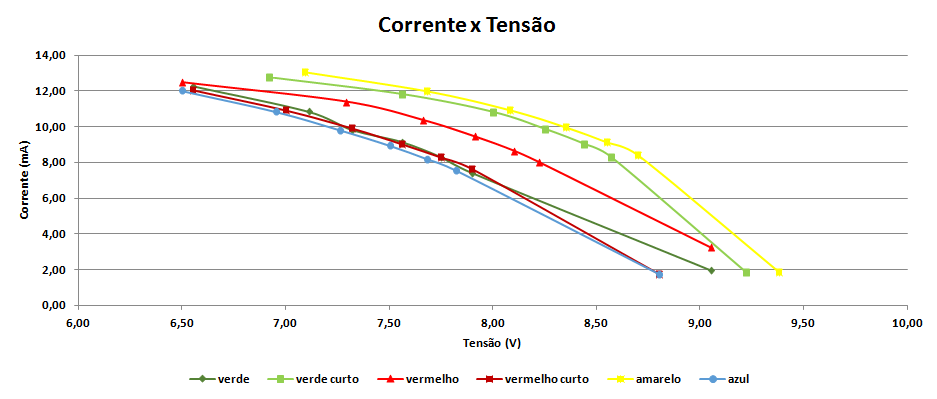 Corrente x Tensão
14,00
12,00
10,00
8,00
6,00
4,00
2,00
0,00
Corrente (mA)
6,00 6,50 7,00 7,50 8,00 8,50 9,00 9,50 10,00
Tensão (V)
verde verde curto vermelho vermelho curto amarelo azul